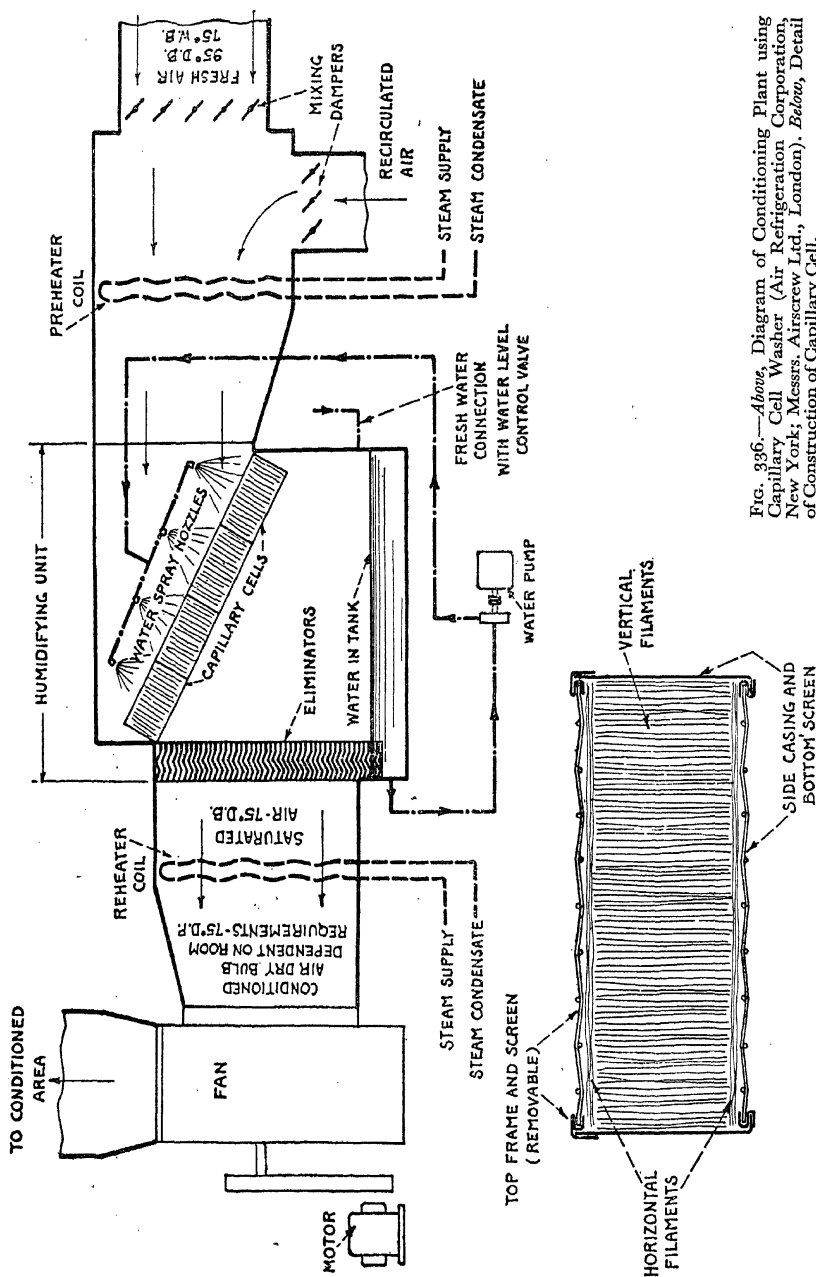 TO CONDITIONED
AREA
FAN
MOTOR
CONDITIONED
AIR DRY BULB
DEPENDENT ON ROOM
REQUIREMENTS-75°D.P.
REHEATER
COIL
SATURATED
AIR-75°D.B.
STEAM SUPPLY
STEAM CONDENSATE
HUMIDIFYING UNIT
WATER SPRAY NOZZLES
CAPILLARY CELLS
ELIMINATORS
WATER IN TANK
WATER PUMP
FRESH WATER
CONNECTION
WITH WATER LEVEL
CONTROL VALVE
PREHEATER
COIL
STEAM SUPPLY
STEAM CONDENSATE
FRESH AIR
95°D.B.
75°W.B.
MIXING
DAMPERS
RECIRCULATED
AIR
TOP FRAME AND SCREEN
(REMOVABLE)
HORIZONTAL
FILAMENTS
VERTICAL
FILAMENTS.
SIDE CASING AND
BOTTOM SCREEN
FIG. 336.—Above, Diagram of Conditioning Plant using
Capillary Cell Washer (Air Refrigeration Corporation,
New York; Messrs. Airscrew Ltd., London). Below, Detail
of Construction of Capillary Cell.